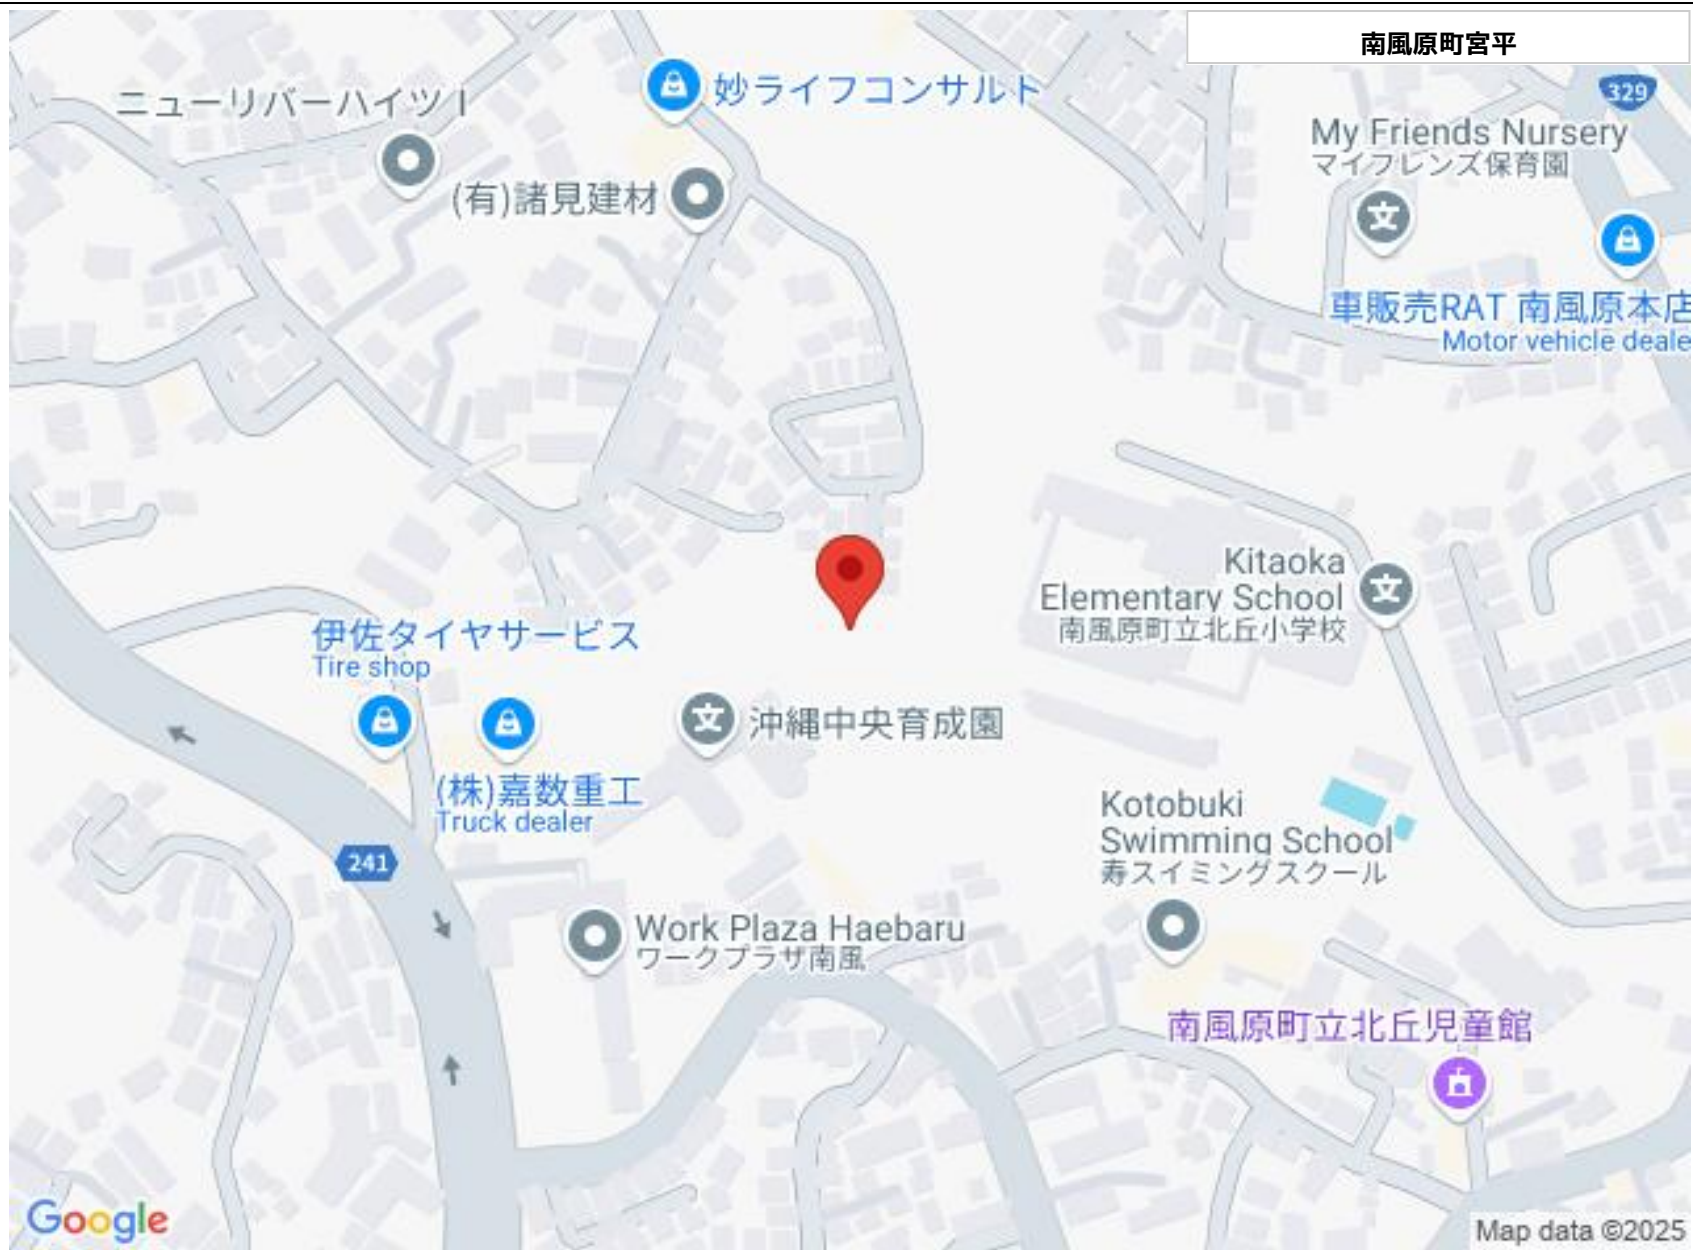 南風原町宮平
329
妙ライフコンサルト
ニューリバーハイツⅠ
My Friends Nursery
マイフレンズ保育園
(有)諸見建材
車販売RAT 南風原本店
Motor vehicle deale
Kitaoka
Elementary School
南風原町立北丘小学校
伊佐タイヤサービス
Tire shop
沖縄中央育成園
(株)嘉数重工
Truck dealer
Kotobuki
Swimming School
寿スイミングスクール
241
Work Plaza Haebaru
ワークプラザ南風
南風原町立北丘児童館
Google
Map data ©2025